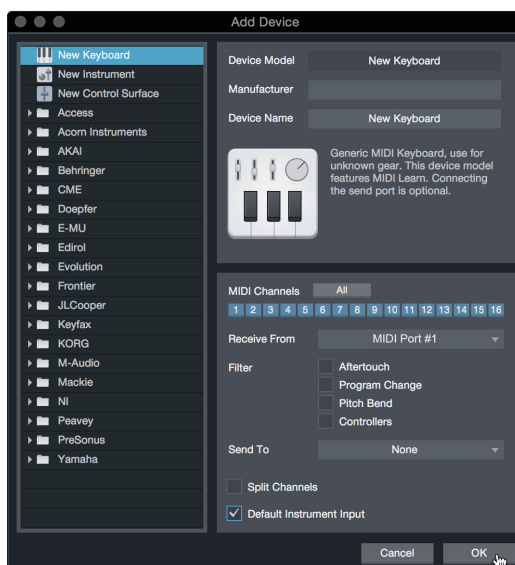 Add Device
New Keyboard
New Instrument
New Control Surface
Access
Acorn Instruments
AKAI
Behringer
CME
Doepfer
E-MU
Edirol
Evolution
Frontier
JLCooper
Keyfax
KORG
M-Audio
Mackie
NI
Peavey
PreSonus
Yamaha
Device Model New Keyboard
Manufacturer
Device Name New Keyboard
Generic MIDI Keyboard, use for
unknown gear. This device model
features MIDI Learn. Connecting
the send port is optional.
MIDI Channels All
1 2 3 4 5 6 7 8 9 10 11 12 13 14 15 16
Receive From MIDI Port #1
Filter Aftertouch
Program Change
Pitch Bend
Controllers
Send To None
Split Channels
Default Instrument Input
Cancel OK